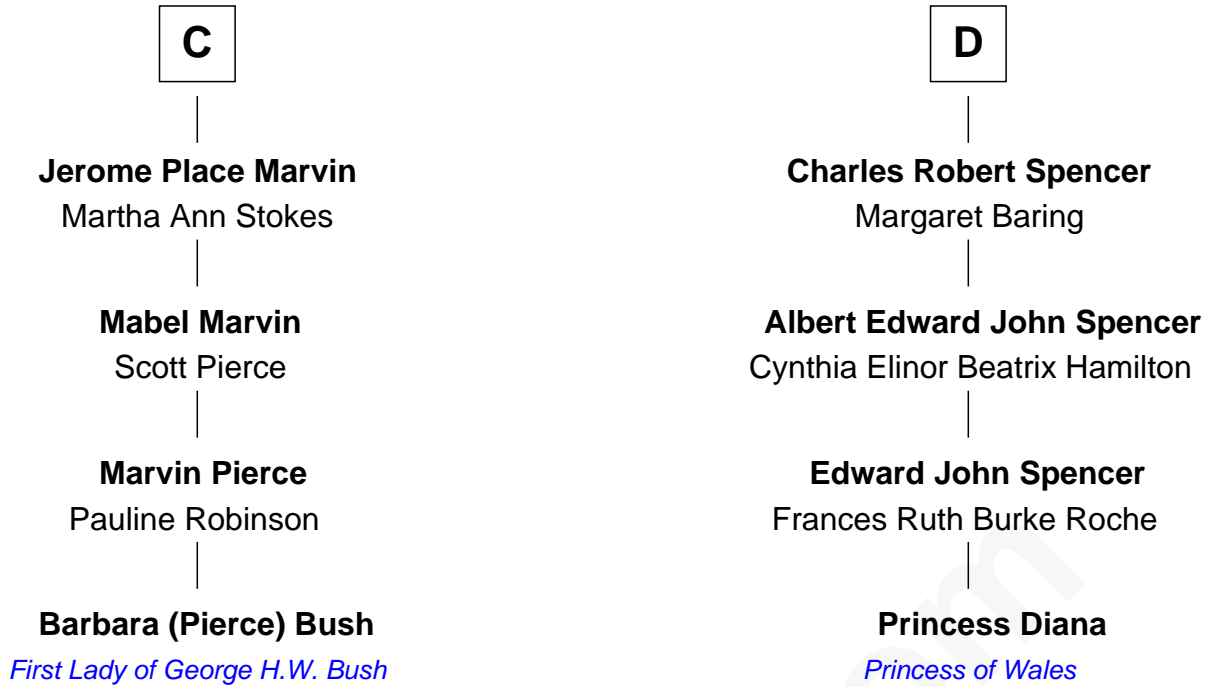 C
Jerome Place Marvin
Martha Ann Stokes
Mabel Marvin
Scott Pierce
Marvin Pierce
Pauline Robinson
Barbara (Pierce) Bush
First Lady of George H.W. Bush
D
Charles Robert Spencer
Margaret Baring
Albert Edward John Spencer
Cynthia Elinor Beatrix Hamilton
Edward John Spencer
Frances Ruth Burke Roche
Princess Diana
Princess of Wales